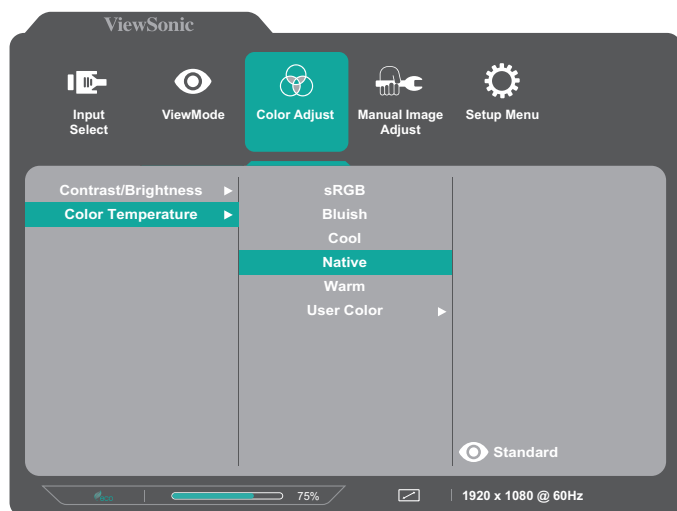 ViewSonic
Input
Select
ViewMode
Color Adjust
Manual Image
Adjust
Setup Menu
Contrast/Brightness
Color Temperature
sRGB
Bluish
Cool
Native
Warm
User Color
Standard
eco
75%
1920 x 1080 @ 60Hz